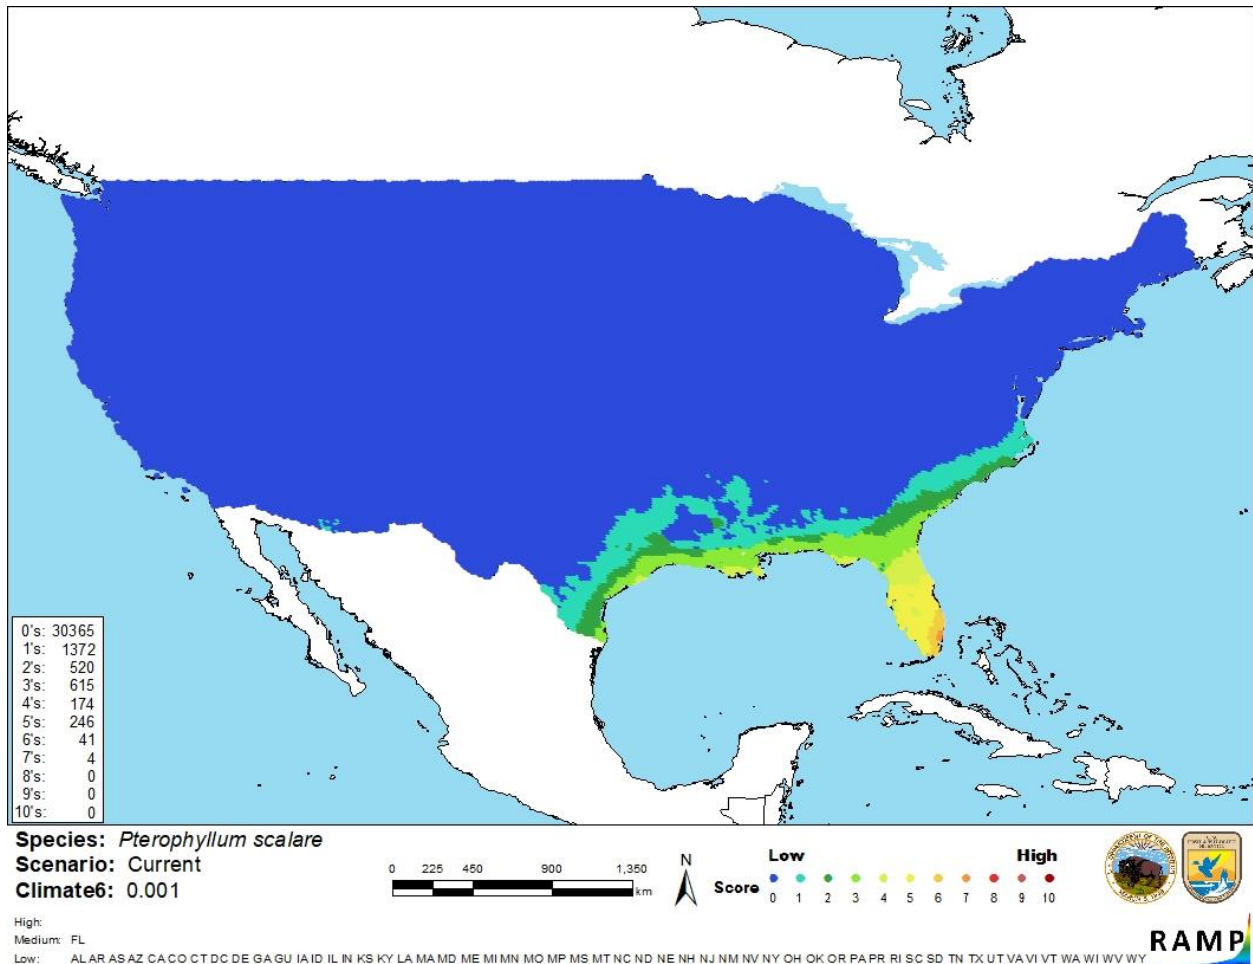 0's: 30365
1's: 1372
2's: 520
3's: 615
4's: 174
5's: 246
6's: 41
7's: 4
8's: 0
9's: 0
10's: 0
Species: Pterophyllum scalare
Scenario: Current
Climate6: 0.001
0 225 450 900 1,350
km
N
Low High
Score 0 1 2 3 4 5 6 7 8 9 10
High:
Medium: FL
Low: AL AR AS AZ CA CO CT DC DE GA GU IA ID IL IN KS KY LA MA MD ME MI MN MO MP MS MT NC ND NE NH NJ NM NV NY OH OK OR PA PR RI SC SD TN TX UT VA VI VT WA WI WV WY
RAMP